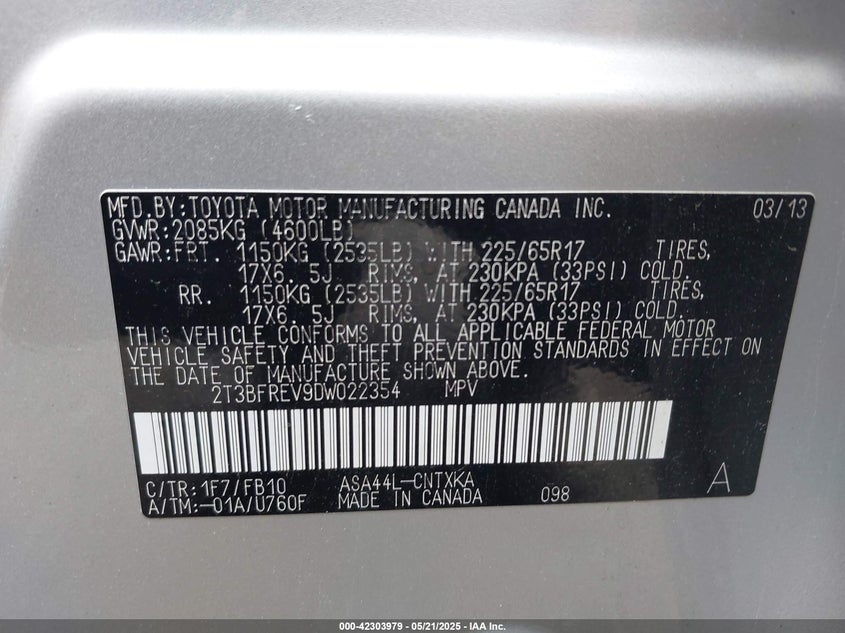 MFD.BY:TOYOTA MOTOR MANUFACTURING CANADA INC. 03/13
GVWR:2085KG (4600LB)
GAWR:FRT. 1150KG (2535LB) WITH 225/65R17 TIRES,
17X6. 5J RIMS, AT 230KPA (33PSI) COLD.
RR. 1150KG (2535LB) WITH 225/65R17 TIRES,
17X6. 5J RIMS, AT 230KPA (33PSI) COLD.
THIS VEHICLE CONFORMS TO ALL APPLICABLE FEDERAL MOTOR
VEHICLE SAFETY AND THEFT PREVENTION STANDARDS IN EFFECT ON
THE DATE OF MANUFACTURE SHOWN ABOVE.
2T3BFREV9DW022354 MPV
C/TR:1F7/FB10 ASA44L-CNTXKA
A/TM:-01A/U760F MADE IN CANADA 098 A
000-42303979 - 05/21/2025 - IAA Inc.